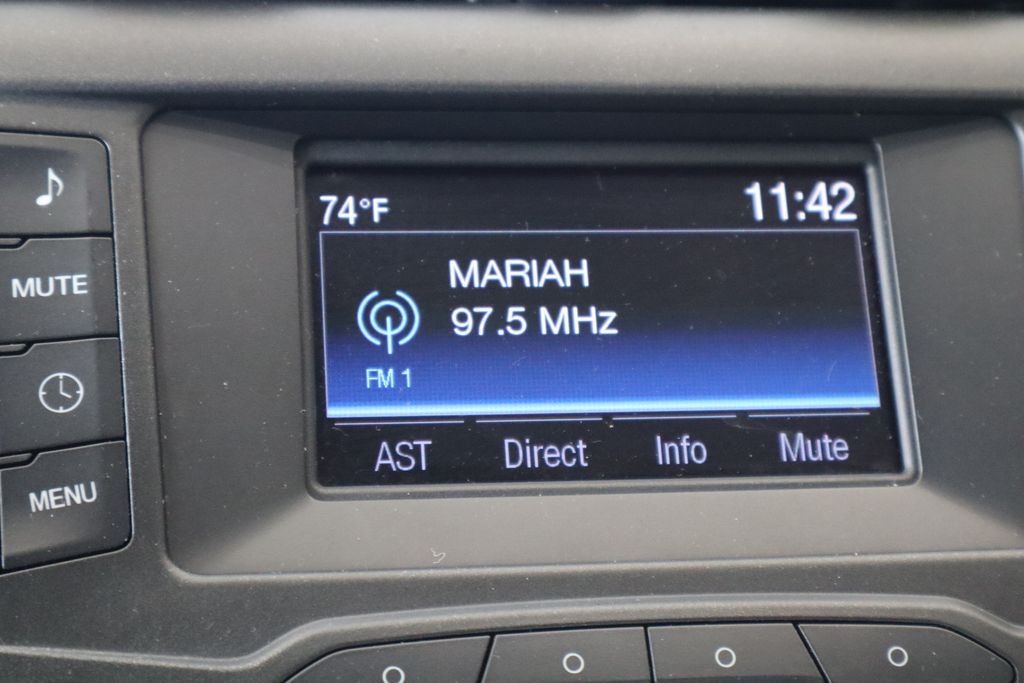 74°F 11:42
MUTE
MENU
MARIAH
97.5 MHz
FM 1
AST Direct Info Mute